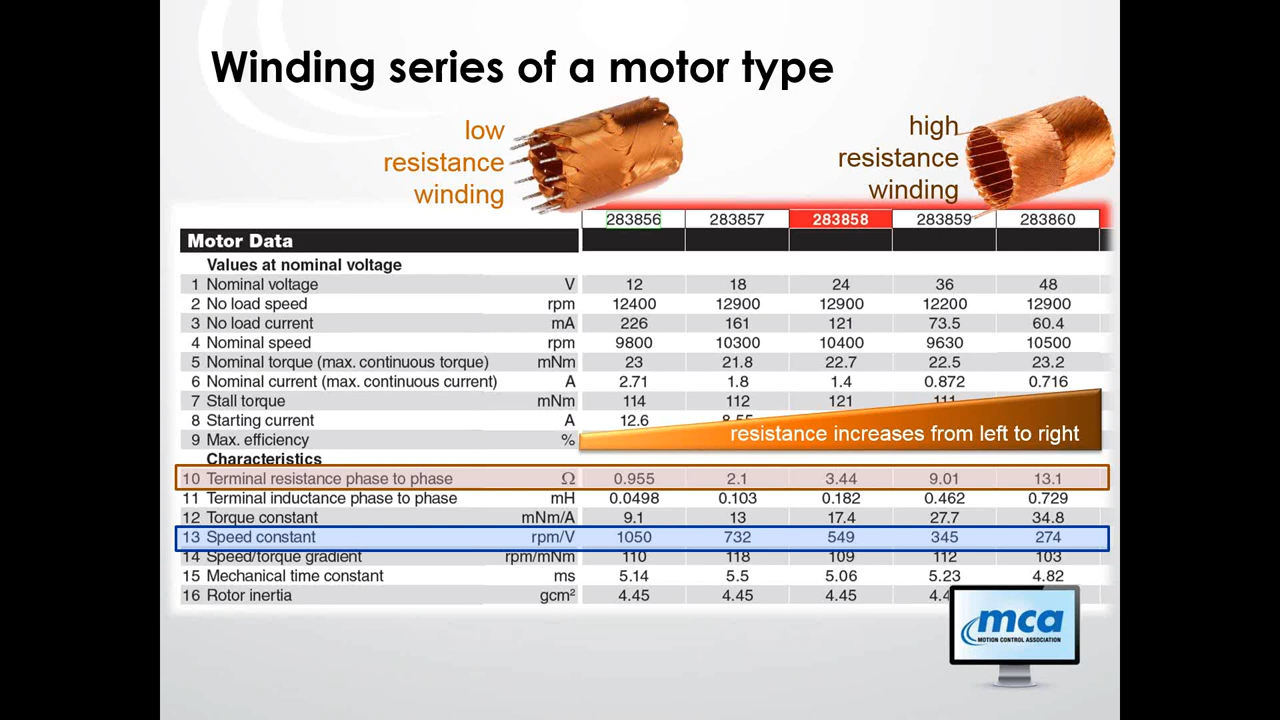 Winding series of a motor type
low
resistance
winding
high
resistance
winding
283856 283857 283858 283859 283860
Motor Data
Values at nominal voltage
1 Nominal voltage V 12 18 24 36 48
2 No load speed rpm 12400 12900 12900 12200 12900
3 No load current mA 226 161 121 73.5 60.4
4 Nominal speed rpm 9800 10300 10400 9630 10500
5 Nominal torque (max. continuous torque) mNm 23 21.8 22.7 22.5 23.2
6 Nominal current (max. continuous current) A 2.71 1.8 1.4 0.872 0.716
7 Stall torque mNm 114 112 121 111
8 Starting current A 12.6
9 Max. efficiency %
resistance increases from left to right
Characteristics
10 Terminal resistance phase to phase Ω 0.955 2.1 3.44 9.01 13.1
11 Terminal inductance phase to phase mH 0.0498 0.103 0.182 0.462 0.729
12 Torque constant mNm/A 9.1 13 17.4 27.7 34.8
13 Speed constant rpm/V 1050 732 549 345 274
14 Speed/torque gradient rpm/mNm 110 118 109 112 103
15 Mechanical time constant ms 5.14 5.5 5.06 5.23 4.82
16 Rotor inertia gcm² 4.45 4.45 4.45
mca
MOTION CONTROL ASSOCIATION